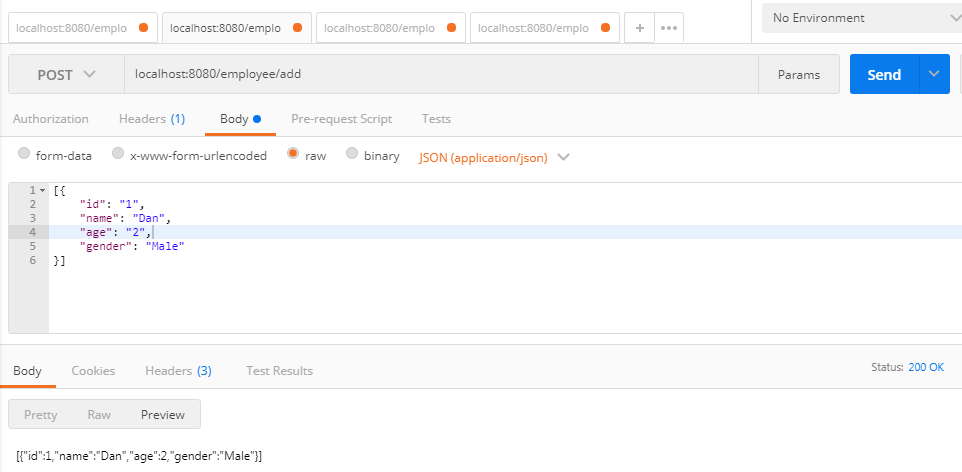 localhost:8080/emplo localhost:8080/emplo localhost:8080/emplo localhost:8080/emplo + ••• No Environment
POST localhost:8080/employee/add Params Send
Authorization Headers (1) Body Pre-request Script Tests
form-data x-www-form-urlencoded raw binary JSON (application/json)
1 [{
2 "id": "1",
3 "name": "Dan",
4 "age": "2",
5 "gender": "Male"
6 }]
Body Cookies Headers (3) Test Results Status: 200 OK
Pretty Raw Preview
[{"id":1,"name":"Dan","age":2,"gender":"Male"}]